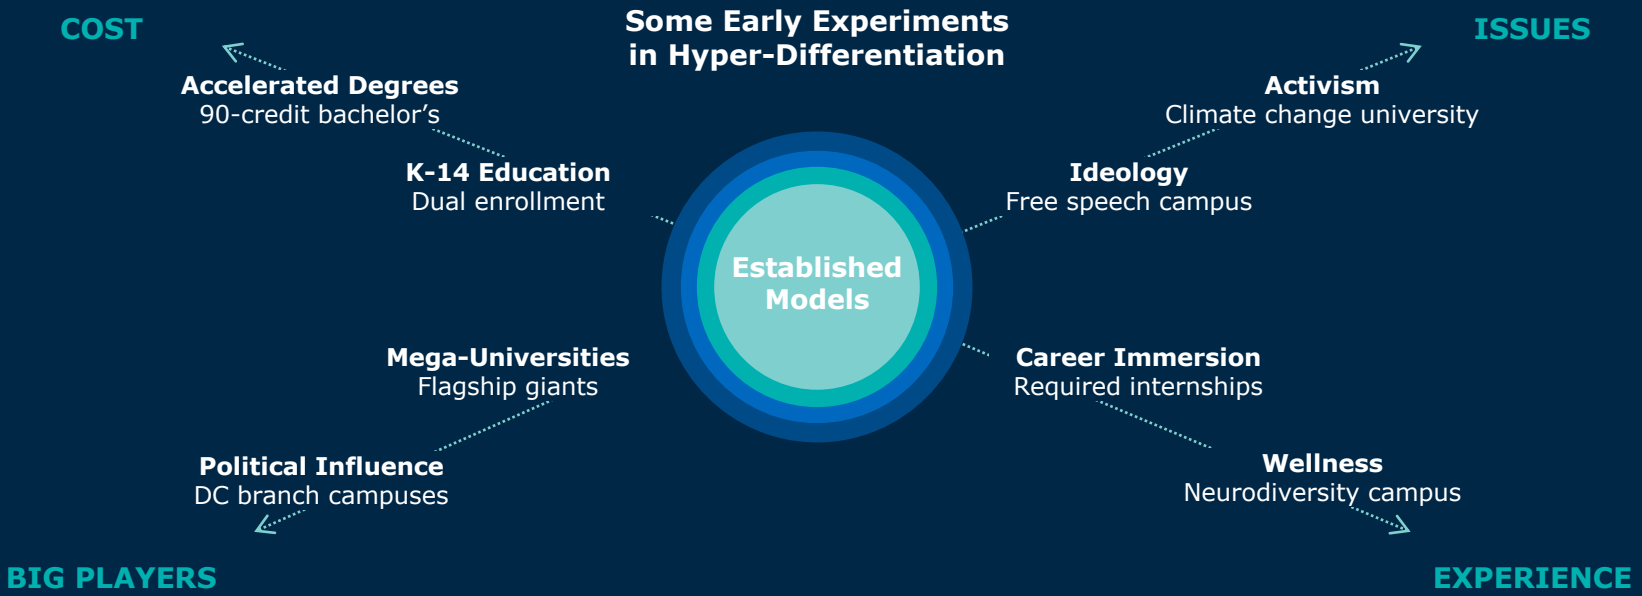 Some Early Experiments
in Hyper-Differentiation
COST
Accelerated Degrees
90-credit bachelor’s
K-14 Education
Dual enrollment
ISSUES
Activism
Climate change university
Ideology
Free speech campus
Established
Models
Mega-Universities
Flagship giants
Political Influence
DC branch campuses
BIG PLAYERS
Career Immersion
Required internships
Wellness
Neurodiversity campus
EXPERIENCE